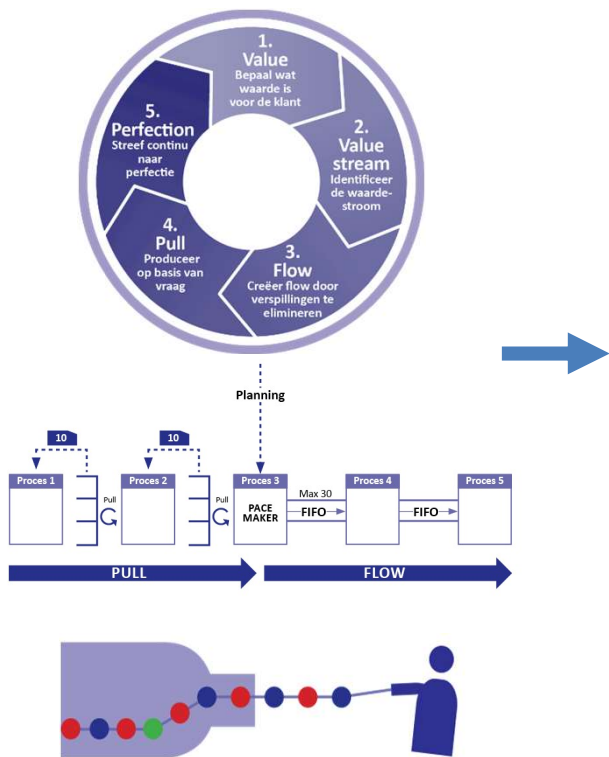 1.
Value
Bepaal wat
waarde is
voor de klant
2.
Value
stream
Identificeer
de waarde-
stroom
3.
Flow
Creëer flow door
verspillingen te
elimineren
4.
Pull
Produceer
op basis van
vraag
5.
Perfection
Streef continu
naar
perfectie
Planning
10
10
Proces 1
Pull
Proces 2
Pull
Proces 3
PACE
MAKER
Max 30
FIFO
Proces 4
FIFO
Proces 5
PULL
FLOW